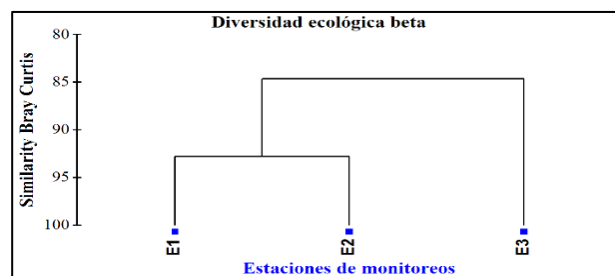 Diversidad ecológica beta
Similarity Bray Curtis
80
85
90
95
100
E1
E2
E3
Estaciones de monitoreos